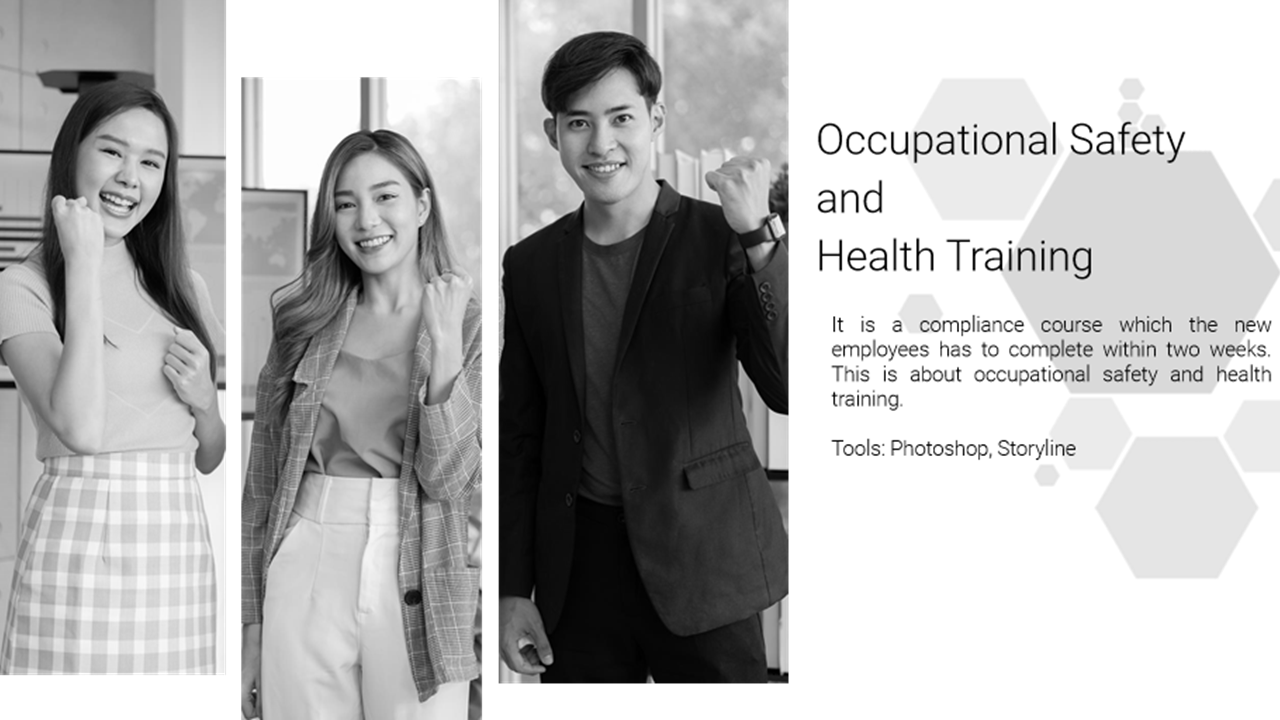 Occupational Safety
and
Health Training
It is a compliance course which the new
employees has to complete within two weeks.
This is about occupational safety and health
training.
Tools: Photoshop, Storyline